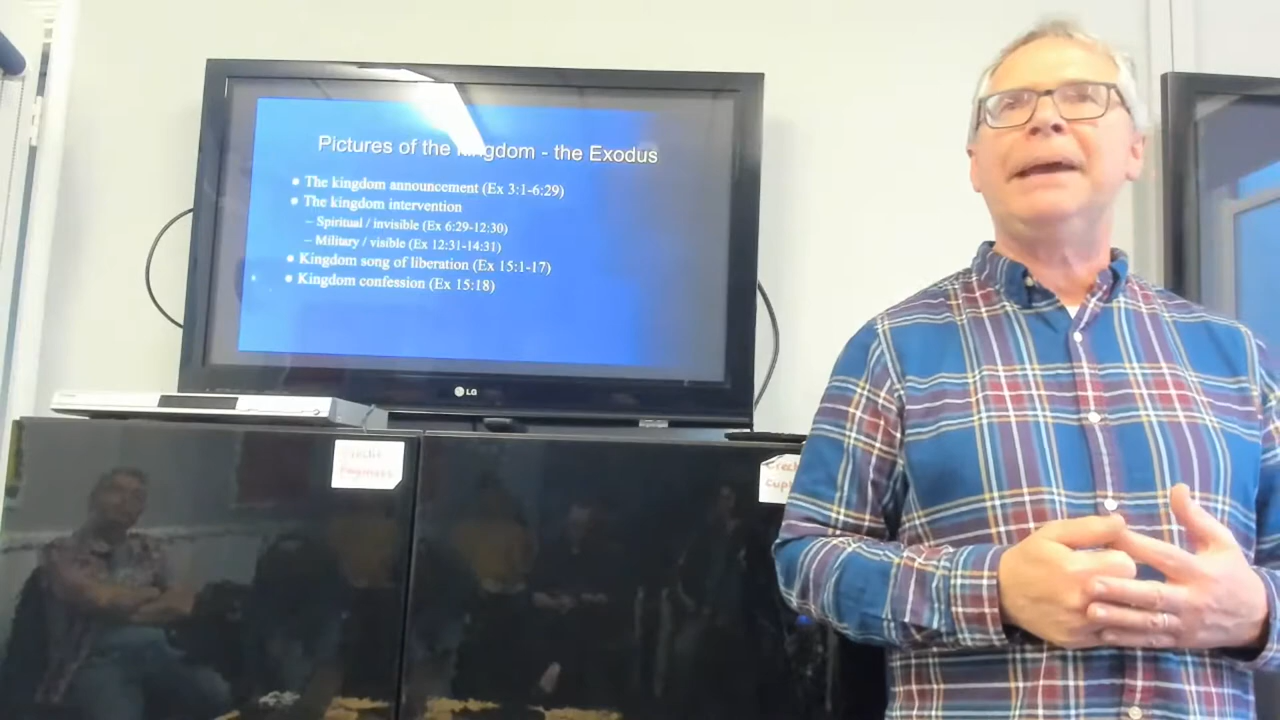 Pictures of the kingdom - the Exodus
• The kingdom announcement (Ex 3:1-6:29)
• The kingdom intervention
– Spiritual / invisible (Ex 6:29-12:30)
– Military / visible (Ex 12:31-14:31)
• Kingdom song of liberation (Ex 15:1-17)
• Kingdom confession (Ex 15:18)
LG